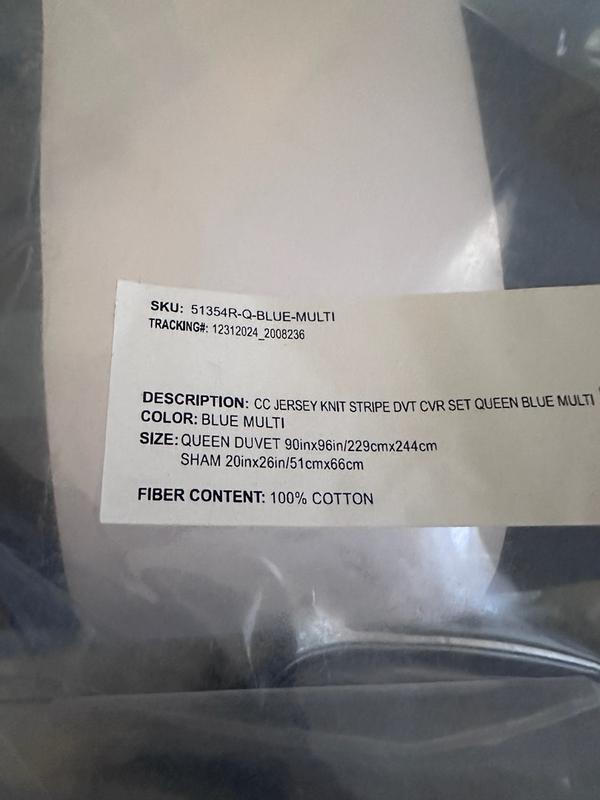 SKU: 51354R-Q-BLUE-MULTI
TRACKING#: 12312024_2008236
DESCRIPTION: CC JERSEY KNIT STRIPE DVT CVR SET QUEEN BLUE MULTI
COLOR: BLUE MULTI
SIZE: QUEEN DUVET 90inx96in/229cmx244cm
SHAM 20inx26in/51cmx66cm
FIBER CONTENT: 100% COTTON